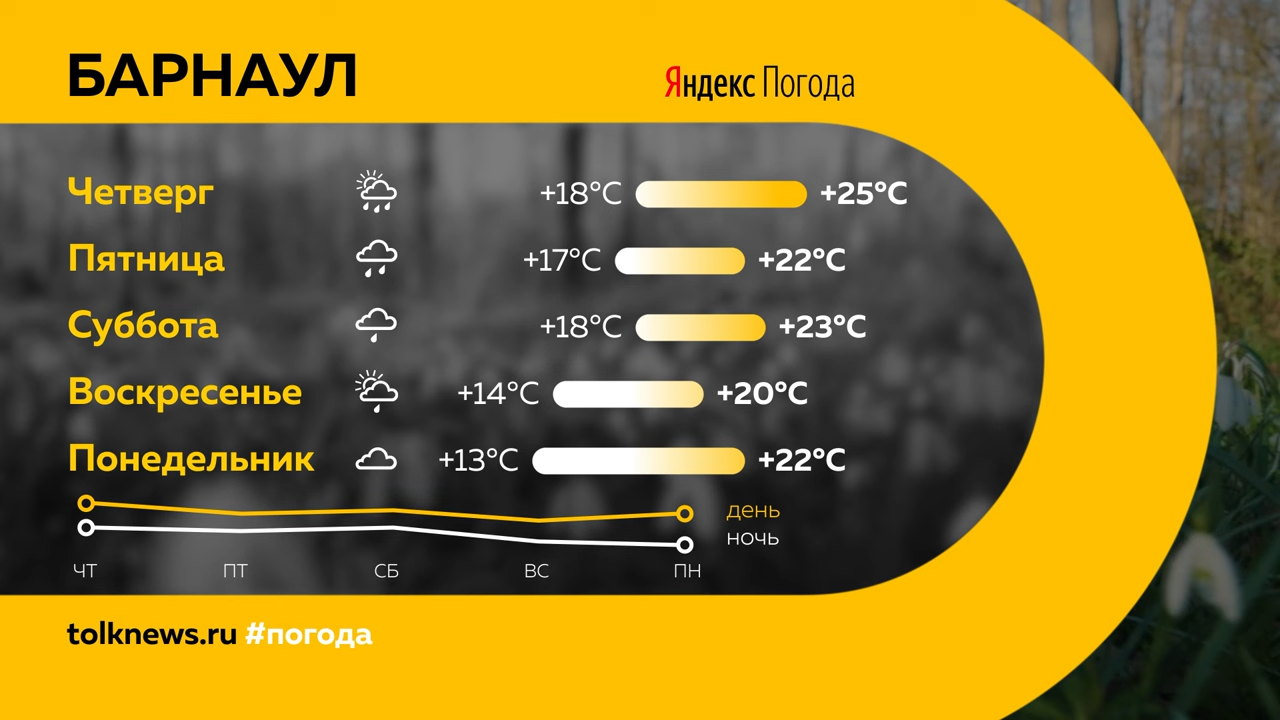 БАРНАУЛ
Яндекс Погода
Четверг +18°C +25°C
Пятница +17°C +22°C
Суббота +18°C +23°C
Воскресенье +14°C +20°C
Понедельник +13°C +22°C
день
ночь
ЧТ ПТ СБ ВС ПН
tolknews.ru #погода